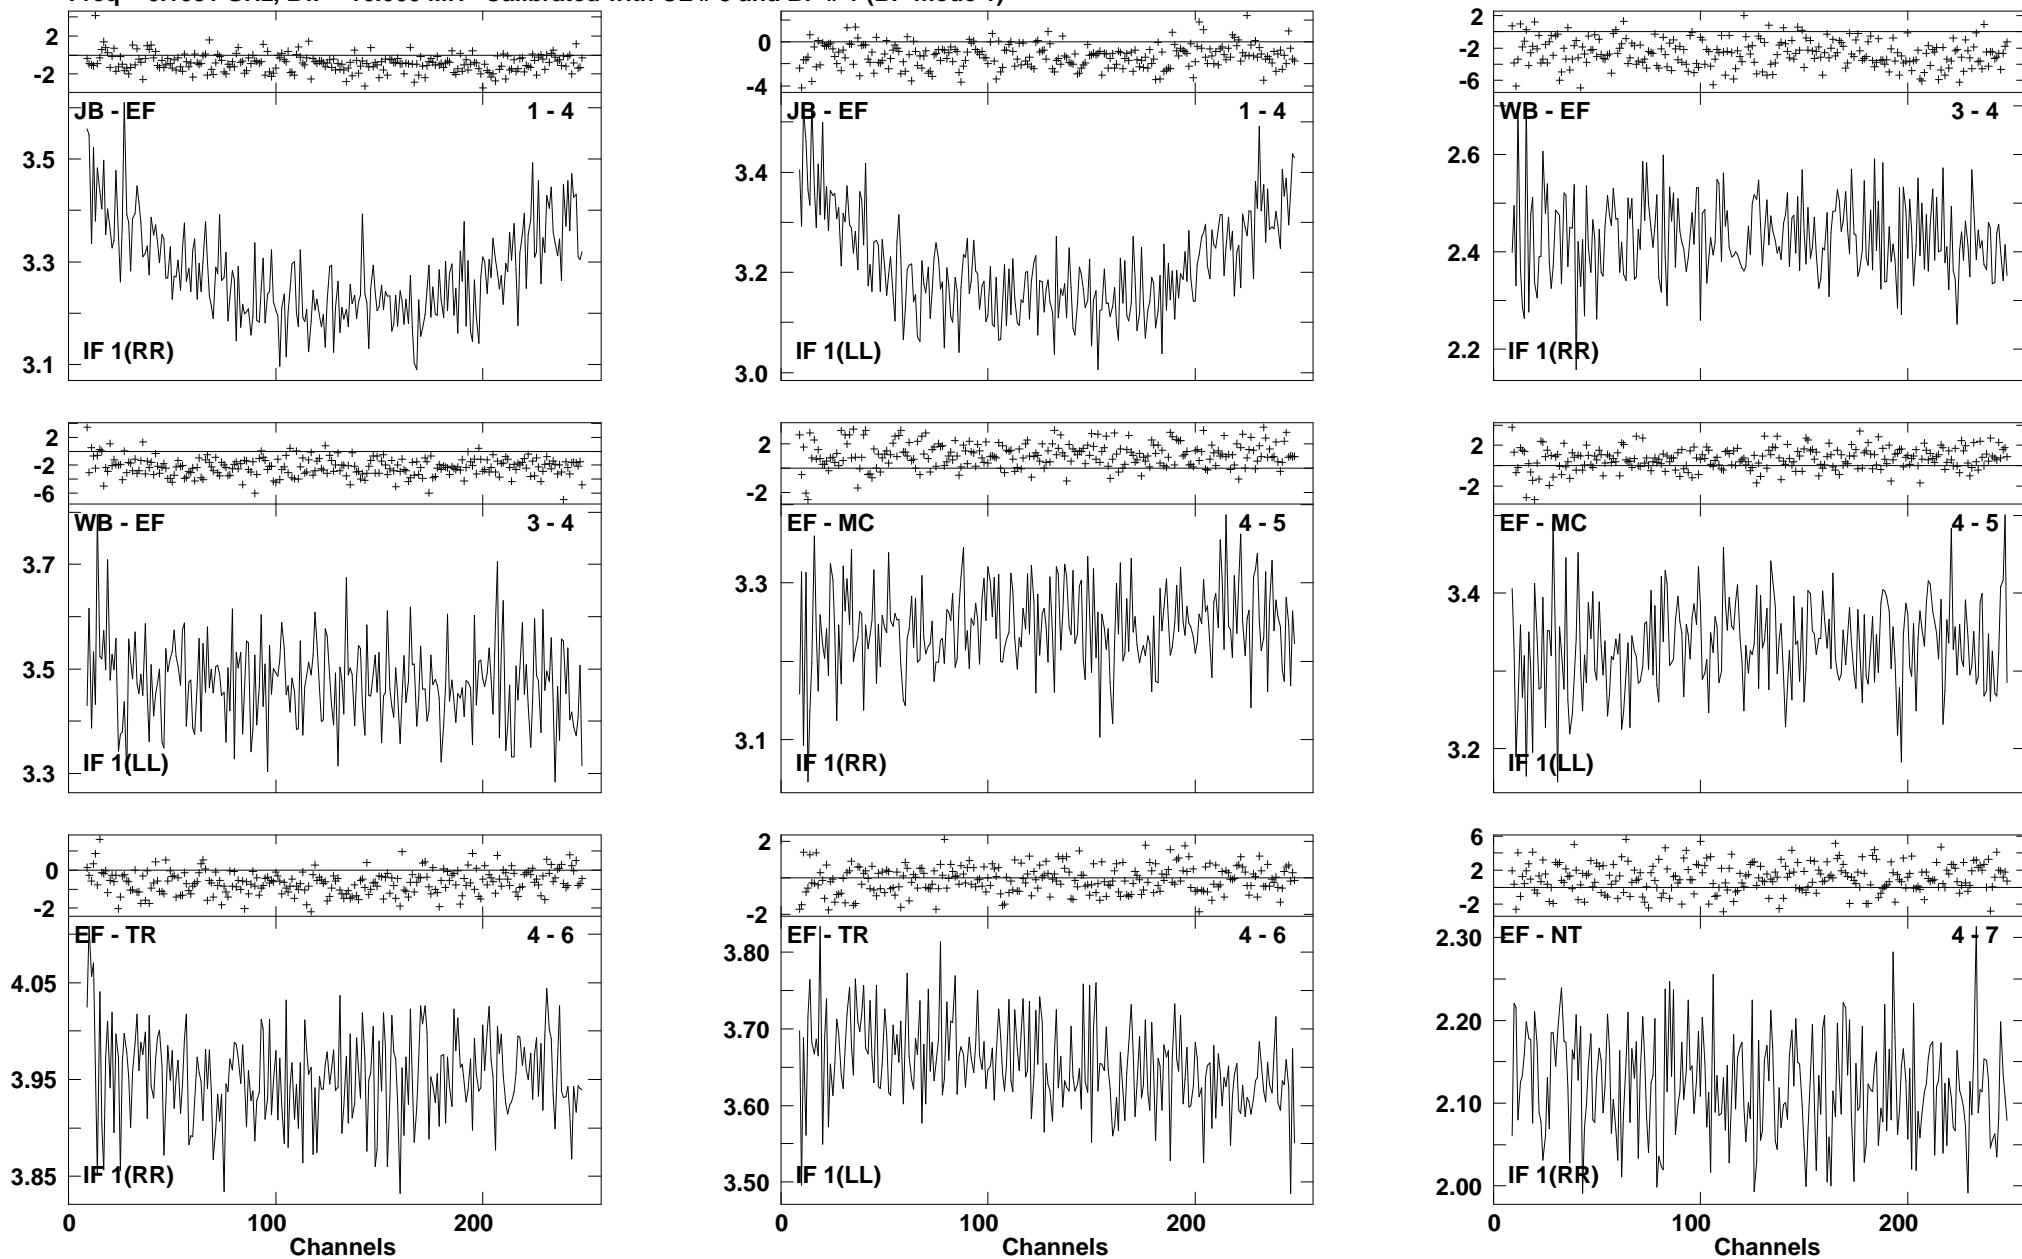 2
-2
JB - EF
1 - 4
3.5
3.3
3.1
IF 1(RR)
0
-4
JB - EF
1 - 4
3.4
3.2
3.0
IF 1(LL)
2
-2
-6
WB - EF
3 - 4
2.6
2.4
2.2
IF 1(RR)
2
-2
-6
WB - EF
3 - 4
3.7
3.5
3.3
IF 1(LL)
2
-2
EF - MC
4 - 5
3.3
3.1
IF 1(RR)
2
-2
EF - MC
4 - 5
3.4
3.2
IF 1(LL)
0
-2
EF - TR
4 - 6
4.05
3.95
3.85
IF 1(RR)
0
100
200
Channels
2
-2
EF - TR
4 - 6
3.80
3.70
3.60
3.50
IF 1(LL)
0
100
200
Channels
6
2
-2
EF - NT
4 - 7
2.30
2.20
2.10
2.00
IF 1(RR)
0
100
200
Channels